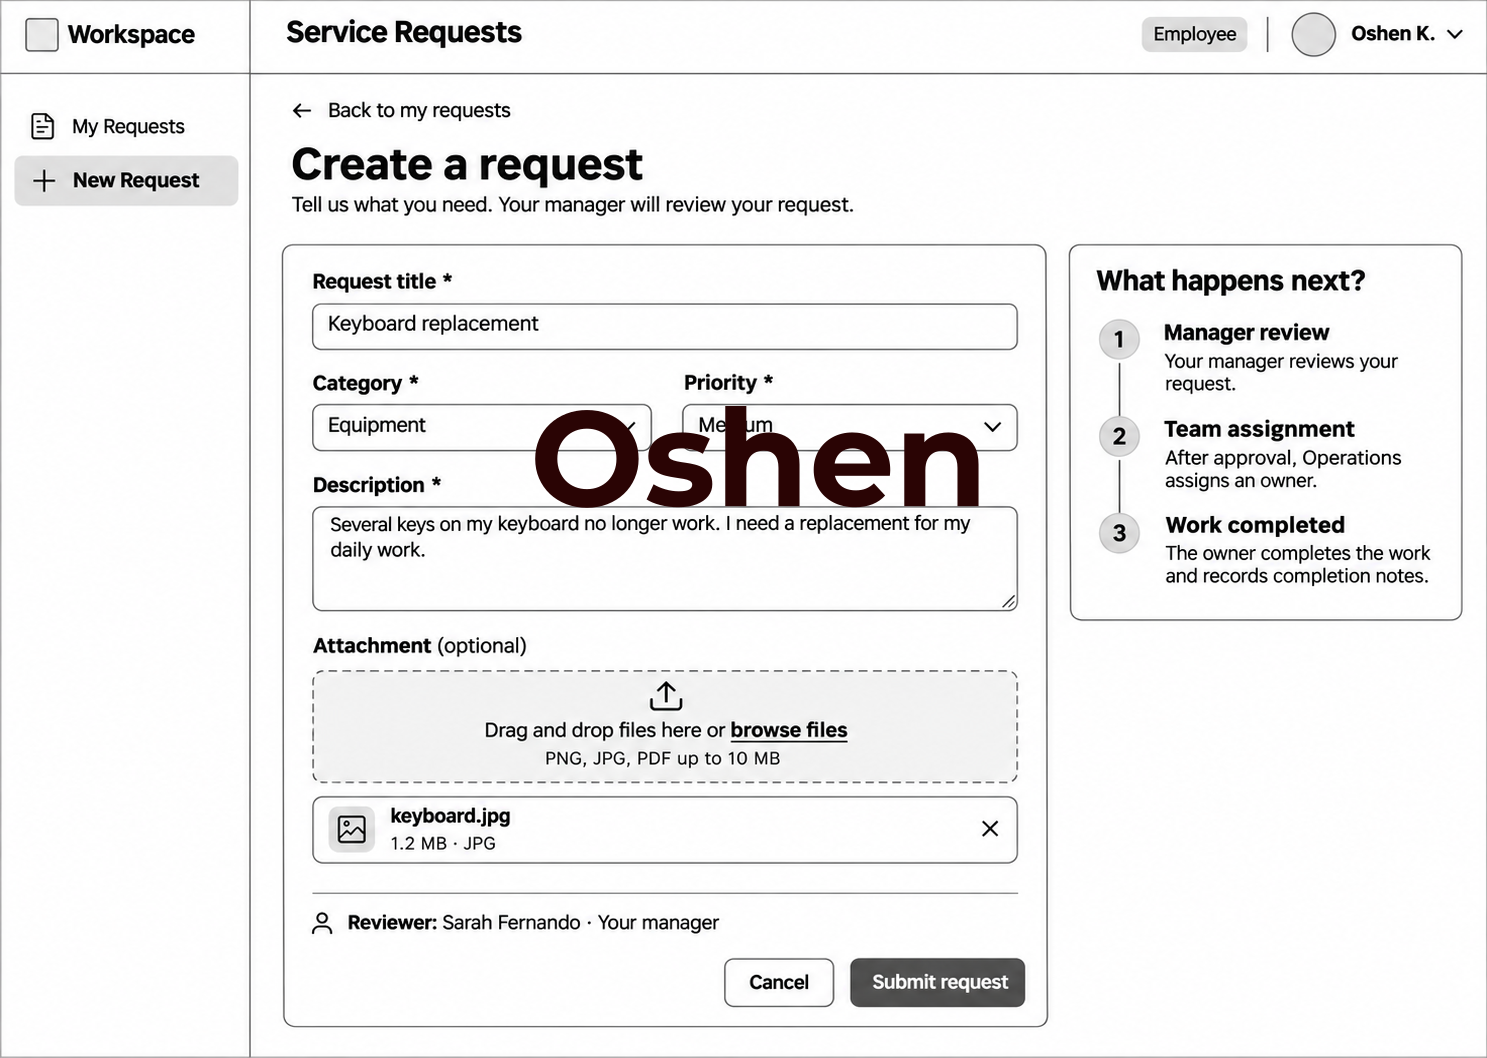 Workspace
Service Requests
Employee
Oshen K.
My Requests
New Request
Back to my requests
Create a request
Tell us what you need. Your manager will review your request.
Request title *
Keyboard replacement
Category *
Priority *
Equipment
Medium
Oshen
Description *
Several keys on my keyboard no longer work. I need a replacement for my
daily work.
Attachment (optional)
Drag and drop files here or browse files
PNG, JPG, PDF up to 10 MB
keyboard.jpg
1.2 MB · JPG
Reviewer: Sarah Fernando · Your manager
Cancel
Submit request
What happens next?
1
Manager review
Your manager reviews your
request.
2
Team assignment
After approval, Operations
assigns an owner.
3
Work completed
The owner completes the work
and records completion notes.